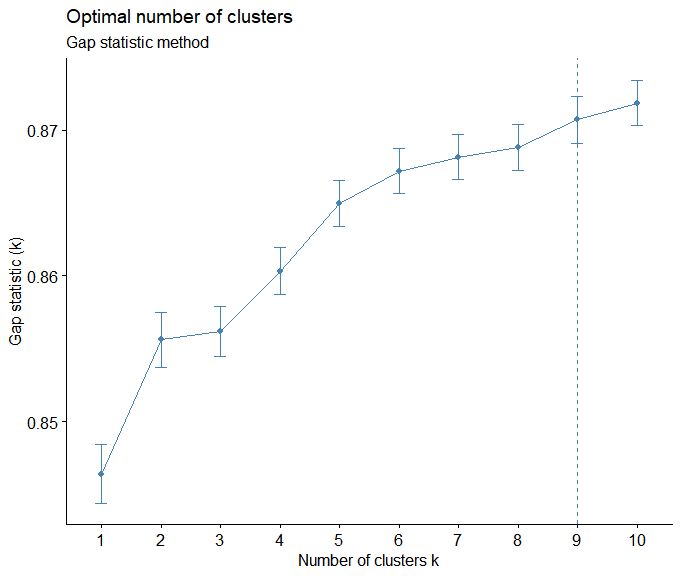 Optimal number of clusters
Gap statistic method
Gap statistic (k)
0.87
0.86
0.85
1 2 3 4 5 6 7 8 9 10
Number of clusters k